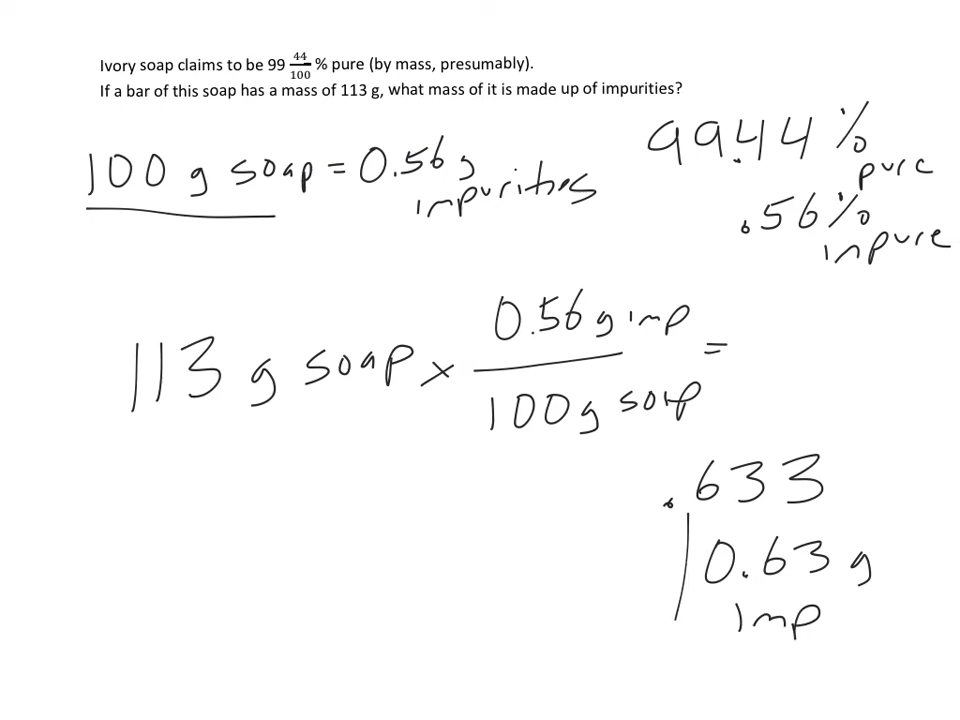 Ivory soap claims to be 99 44/100 % pure (by mass, presumably).
If a bar of this soap has a mass of 113 g, what mass of it is made up of impurities?
99.44%
pure
100 g soap = 0.56 g
impurities
.56%
inpure
113 g soap × 0.56 g imp / 100 g soap =
.633
0.63 g
imp